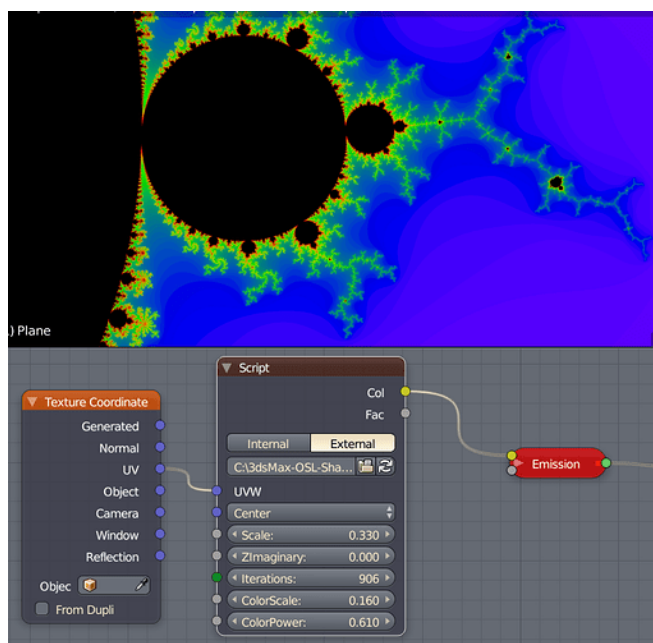 ) Plane
Script
Col
Fac
Texture Coordinate
Generated
Normal
UV
Object
Camera
Window
Reflection
Objec
From Dupli
Internal External
C:\3dsMax-OSL-Sha...
UVW
Center
Scale: 0.330
ZImaginary: 0.000
Iterations: 906
ColorScale: 0.160
ColorPower: 0.610
Emission